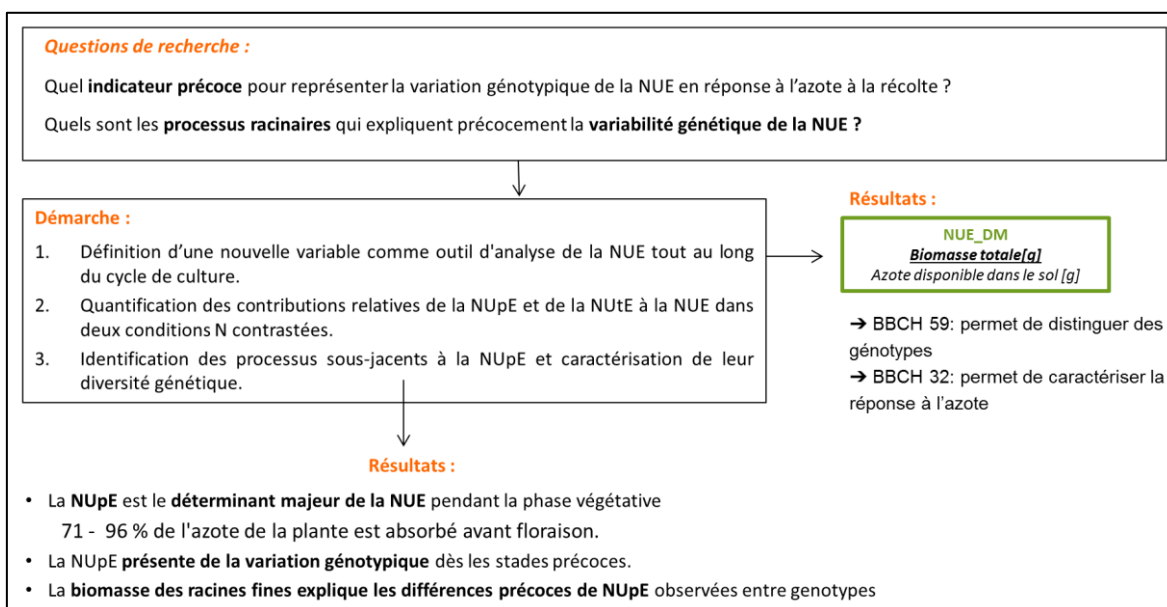 Questions de recherche :
Quel indicateur précoce pour représenter la variation génotypique de la NUE en réponse à l'azote à la récolte ?
Quels sont les processus racinaires qui expliquent précocement la variabilité génétique de la NUE ?
Démarche :
1. Définition d'une nouvelle variable comme outil d'analyse de la NUE tout au long
du cycle de culture.
2. Quantification des contributions relatives de la NUpE et de la NUtE à la NUE dans
deux conditions N contrastées.
3. Identification des processus sous-jacents à la NUpE et caractérisation de leur
diversité génétique.
Résultats :
NUE_DM
Biomasse totale[g]
Azote disponible dans le sol [g]
➔ BBCH 59: permet de distinguer des
génotypes
➔ BBCH 32: permet de caractériser la
réponse à l'azote
Résultats :
• La NUpE est le déterminant majeur de la NUE pendant la phase végétative
71 - 96 % de l'azote de la plante est absorbé avant floraison.
• La NUpE présente de la variation génotypique dès les stades précoces.
• La biomasse des racines fines explique les différences précoces de NUpE observées entre genotypes